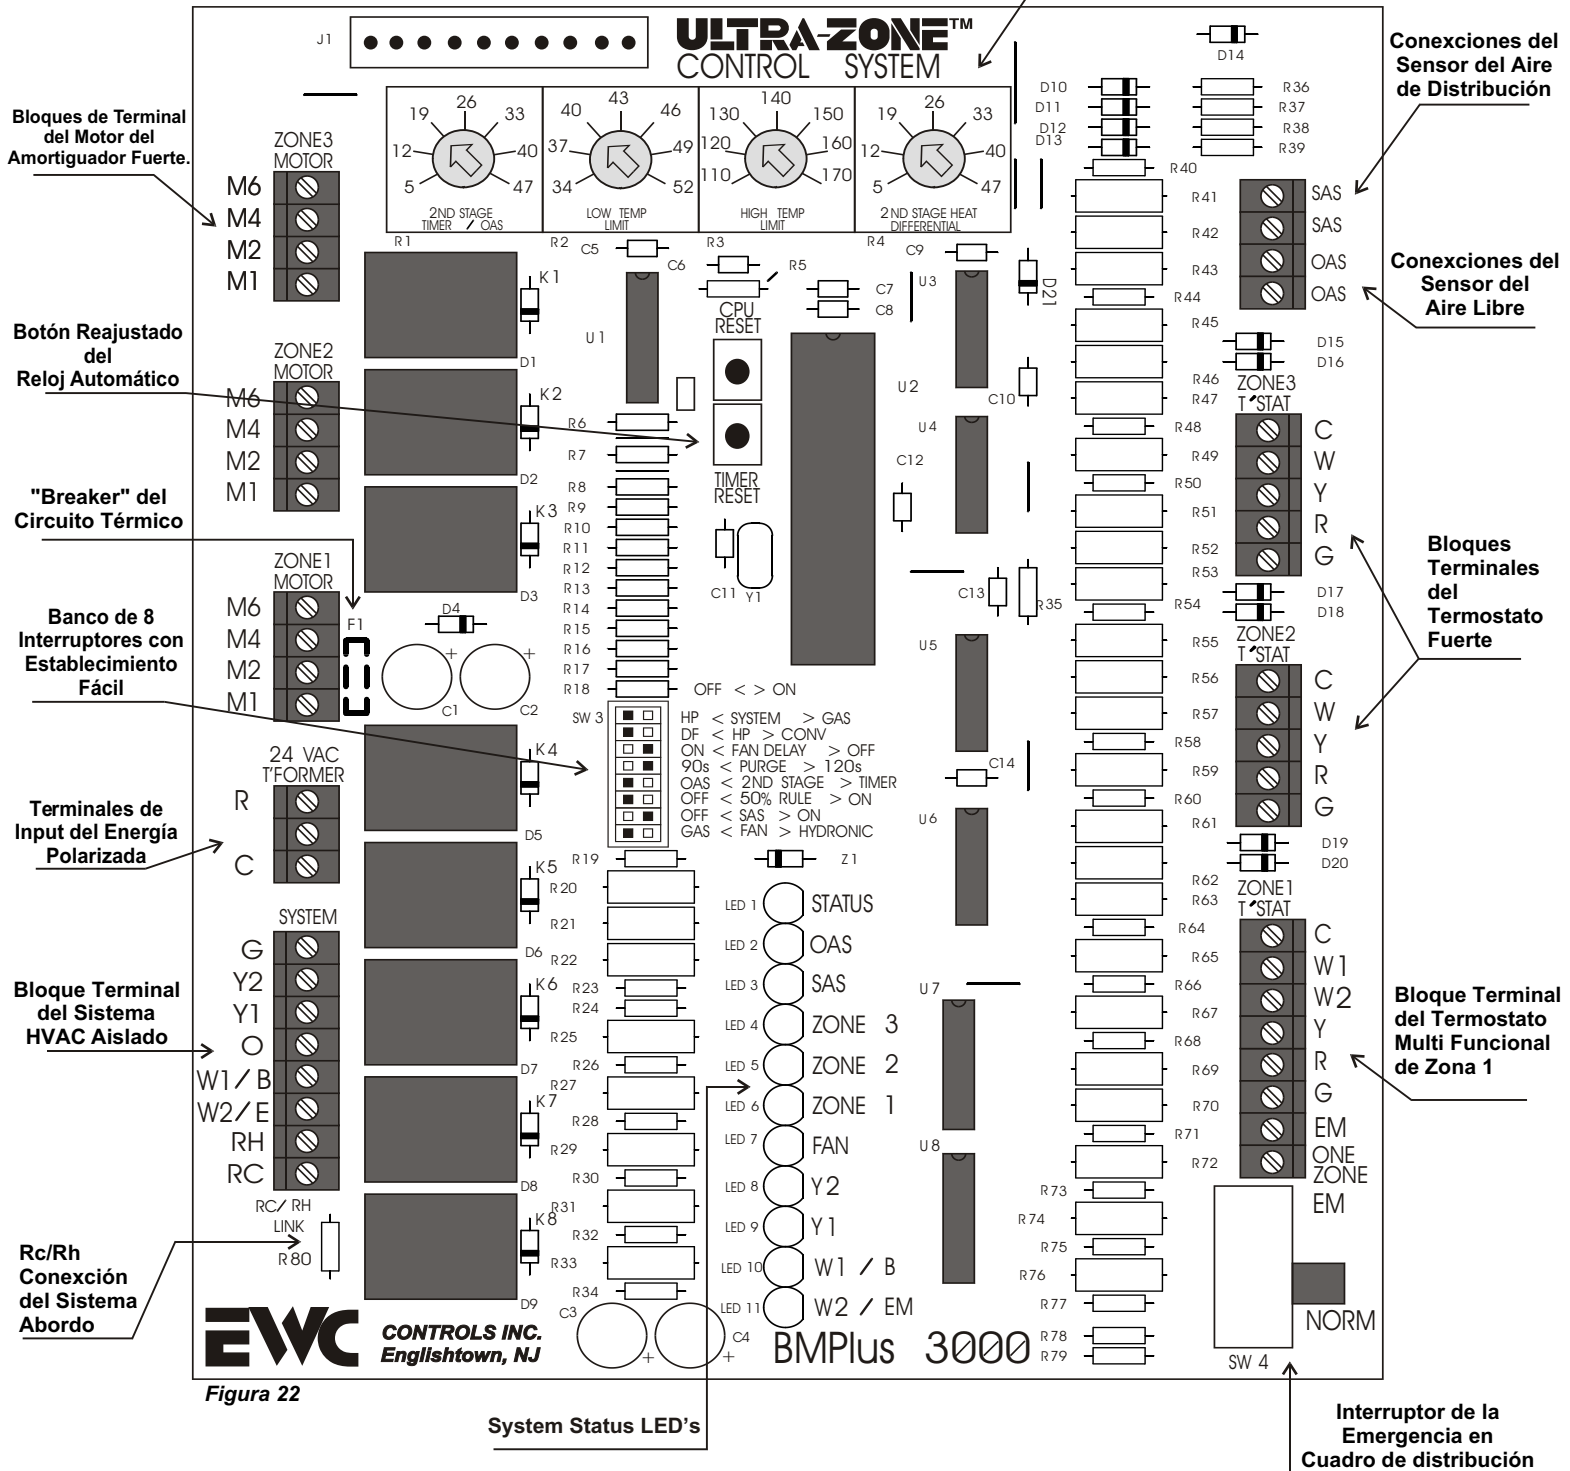 J1
ULTRA-ZONE™
CONTROL SYSTEM
D14
Conexciones del
Sensor del Aire
de Distribución
Bloques de Terminal
del Motor del
Amortiguador Fuerte.
5 12 19 26 33 40 47
2ND STAGE
TIMER / OAS
34 37 40 43 46 49 52
LOW TEMP
LIMIT
110 120 130 140 150 160 170
HIGH TEMP
LIMIT
5 12 19 26 33 40 47
2ND STAGE HEAT
DIFFERENTIAL
D10
D11
D12
D13
R36
R37
R38
R39
R40
R41
R42
R43
R44
R45
R46
R47
R48
R49
R50
R51
R52
R53
R54
R55
R56
R57
R58
R59
R60
R61
R62
R63
R64
R65
R66
R67
R68
R69
R70
R71
R72
R73
R74
R75
R76
R77
R78
R79
ZONE3
MOTOR
M6
M4
M2
M1
Botón Reajustado
del
Reloj Automático
ZONE2
MOTOR
M6
M4
M2
M1
"Breaker" del
Circuito Térmico
ZONE1
MOTOR
M6
M4
M2
M1
F1
Banco de 8
Interruptores con
Establecimiento
Fácil
24 VAC
T'FORMER
R
C
Terminales de
Input del Energía
Polarizada
SYSTEM
G
Y2
Y1
O
W1/B
W2/E
RH
RC
Bloque Terminal
del Sistema
HVAC Aislado
RC/RH
LINK
R80
Rc/Rh
Conexción
del Sistema
Abordo
R1
K1
D1
K2
D2
K3
D3
D4
C1
C2
K4
D5
K5
D6
K6
D7
K7
D8
K8
D9
R2
C5
C6
R3
R5
R4
C9
C7
C8
U3
D21
U1
CPU
RESET
TIMER
RESET
U2
C10
U4
C12
C11
Y1
C13
R35
U5
C14
U6
U7
U8
R6
R7
R8
R9
R10
R11
R12
R13
R14
R15
R16
R17
R18
OFF < > ON
SW 3
HP < SYSTEM > GAS
DF < HP > CONV
ON < FAN DELAY > OFF
90s < PURGE > 120s
OAS < 2ND STAGE > TIMER
OFF < 50% RULE > ON
OFF < SAS > ON
GAS < FAN > HYDRONIC
R19
R20
R21
R22
R23
R24
R25
R26
R27
R28
R29
R30
R31
R32
R33
R34
C3
C4
Z1
LED 1 STATUS
LED 2 OAS
LED 3 SAS
LED 4 ZONE 3
LED 5 ZONE 2
LED 6 ZONE 1
LED 7 FAN
LED 8 Y2
LED 9 Y1
LED 10 W1 / B
LED 11 W2 / EM
BMPlus 3000
SAS
SAS
OAS
OAS
Conexciones del
Sensor del
Aire Libre
D15
D16
ZONE3
T'STAT
C
W
Y
R
G
Bloques
Terminales
del
Termostato
Fuerte
D17
D18
ZONE2
T'STAT
C
W
Y
R
G
D19
D20
ZONE1
T'STAT
C
W1
W2
Y
R
G
EM
ONE
ZONE
EM
Bloque Terminal
del Termostato
Multi Funcional
de Zona 1
NORM
SW 4
EWC
CONTROLS INC.
Englishtown, NJ
Figura 22
System Status LED's
Interruptor de la
Emergencia en
Cuadro de distribución